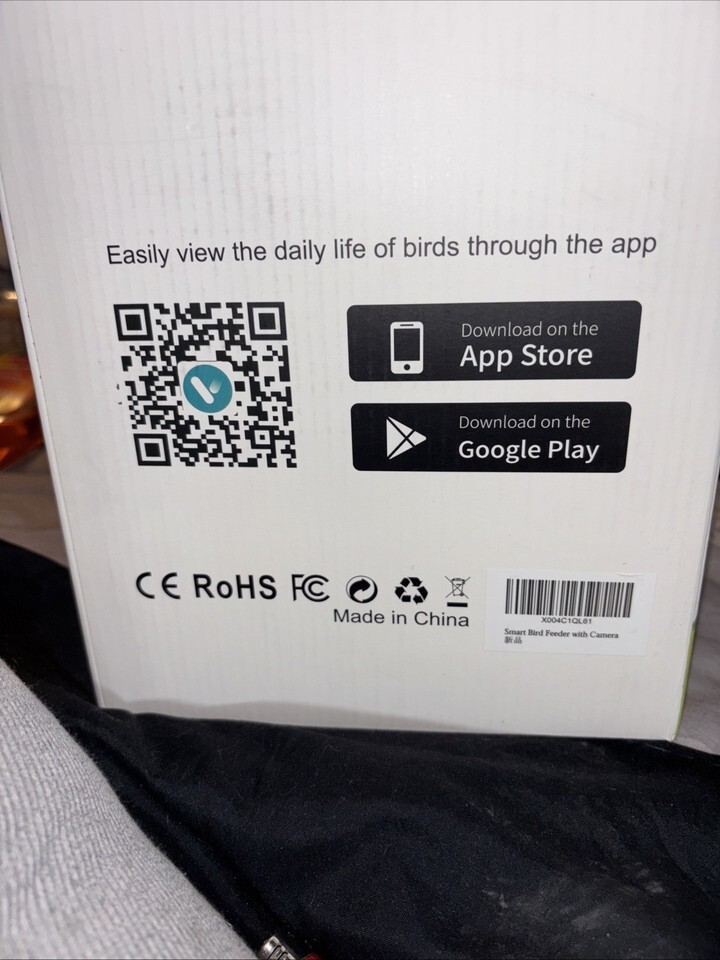 Easily view the daily life of birds through the app
Download on the
App Store
Download on the
Google Play
CE RoHS FC
Made in China
X004C1QL61
Smart Bird Feeder with Camera
新品